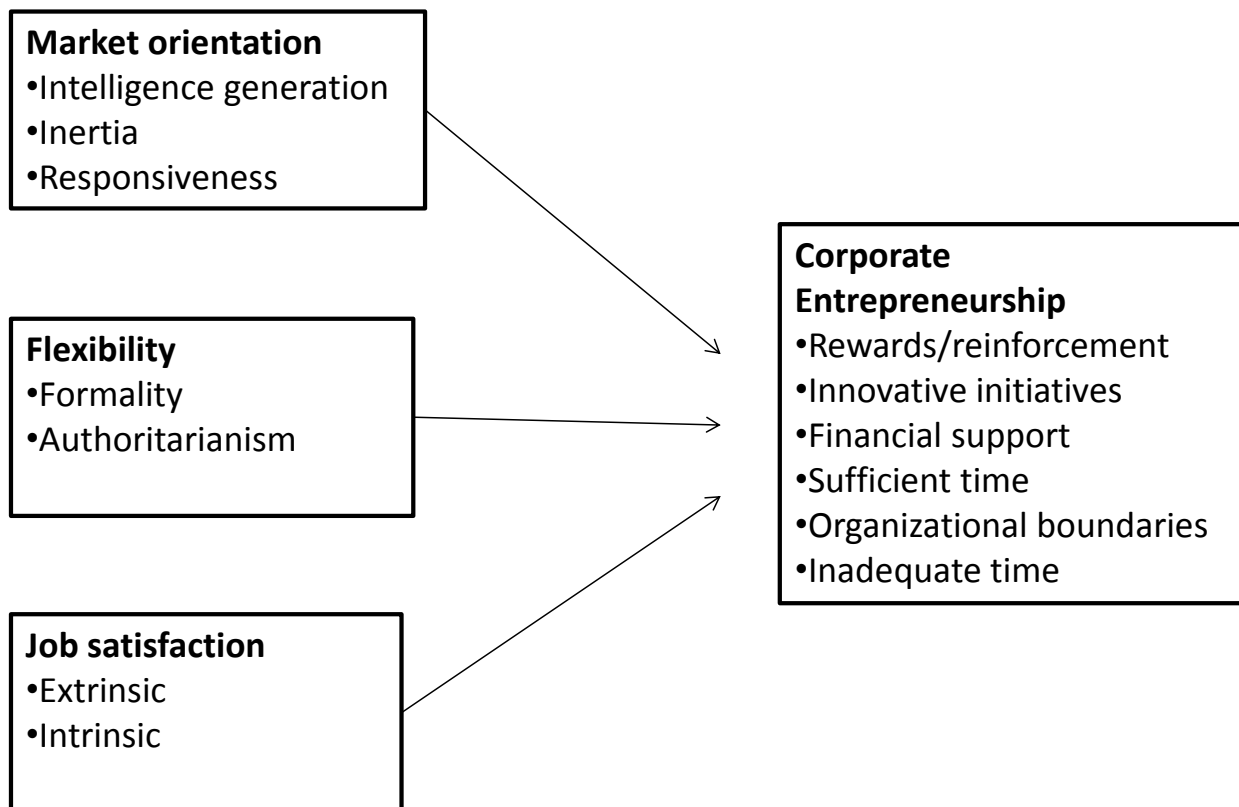 Market orientation
•Intelligence generation
•Inertia
•Responsiveness
Flexibility
•Formality
•Authoritarianism
Job satisfaction
•Extrinsic
•Intrinsic
Corporate
Entrepreneurship
•Rewards/reinforcement
•Innovative initiatives
•Financial support
•Sufficient time
•Organizational boundaries
•Inadequate time